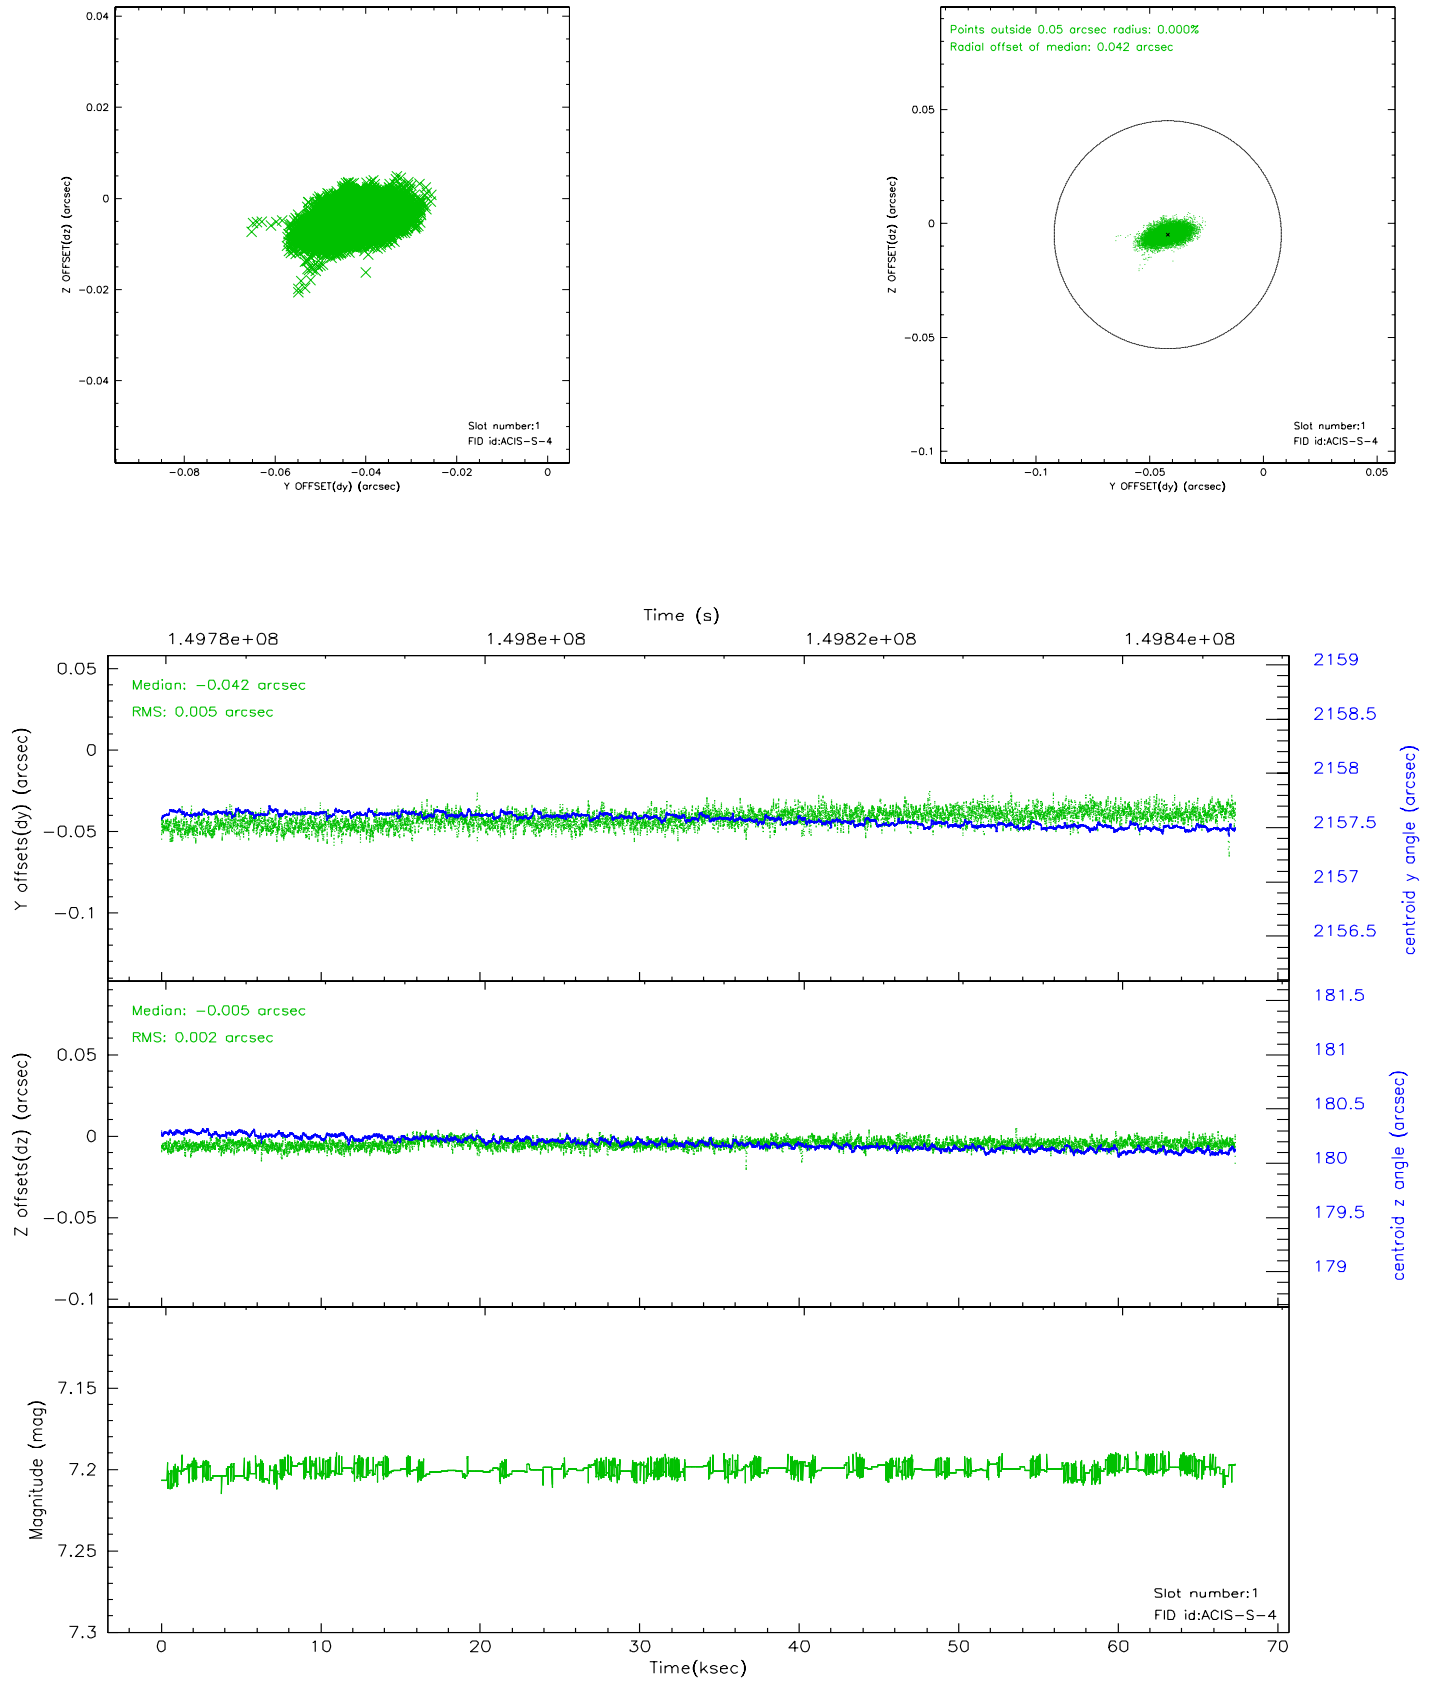 0.04
0.02
0
−0.02
−0.04
Z OFFSET(dz) (arcsec)
Slot number:1
FID id:ACIS−S−4
−0.08 −0.06 −0.04 −0.02 0
Y OFFSET(dy) (arcsec)
Points outside 0.05 arcsec radius: 0.000%
Radial offset of median: 0.042 arcsec
0.05
0
−0.05
−0.1
Z OFFSET(dz) (arcsec)
Slot number:1
FID id:ACIS−S−4
−0.1 −0.05 0 0.05
Y OFFSET(dy) (arcsec)
Time (s)
1.4978e+08 1.498e+08 1.4982e+08 1.4984e+08
Median: −0.042 arcsec
RMS: 0.005 arcsec
0.05
0
−0.05
−0.1
Y offsets(dy) (arcsec)
2159
2158.5
2158
2157.5
2157
2156.5
centroid y angle (arcsec)
Median: −0.005 arcsec
RMS: 0.002 arcsec
0.05
0
−0.05
−0.1
Z offsets(dz) (arcsec)
181.5
181
180.5
180
179.5
179
centroid z angle (arcsec)
7.15
7.2
7.25
7.3
Magnitude (mag)
Slot number:1
FID id:ACIS−S−4
0 10 20 30 40 50 60 70
Time(ksec)